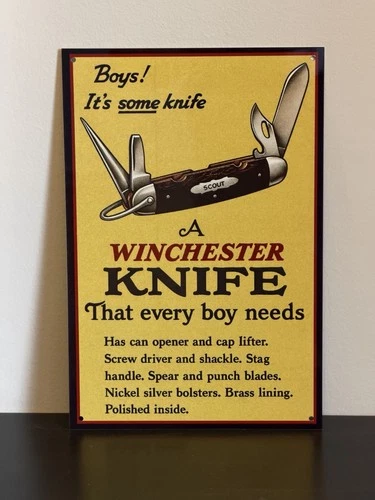 Boys!
It's some knife
SCOUT
A
WINCHESTER
KNIFE
That every boy needs
Has can opener and cap lifter.
Screw driver and shackle. Stag
handle. Spear and punch blades.
Nickel silver bolsters. Brass lining.
Polished inside.